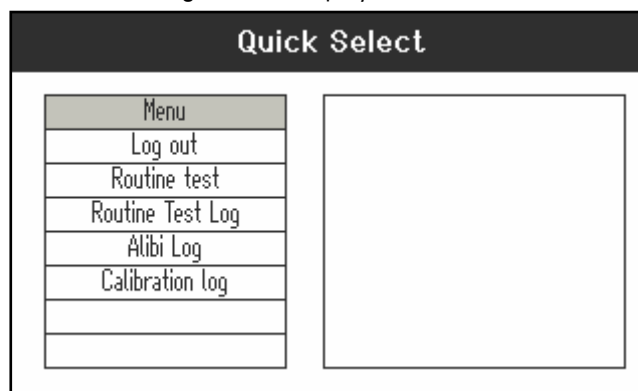 Quick Select
Menu
Log out
Routine test
Routine Test Log
Alibi Log
Calibration log